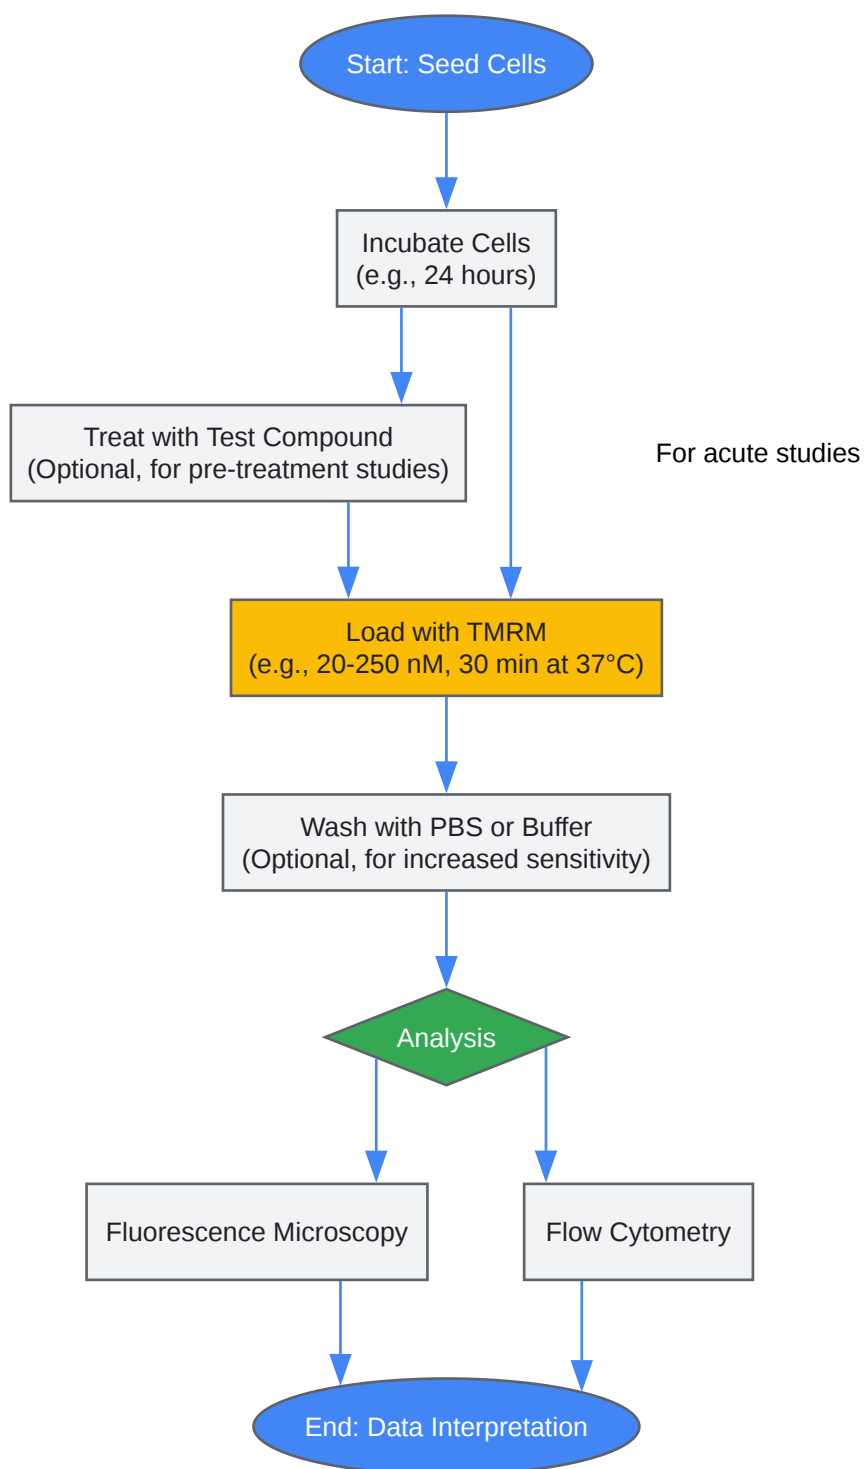 Start: Seed Cells
Incubate Cells
(e.g., 24 hours)
Treat with Test Compound
(Optional, for pre-treatment studies)
For acute studies
Load with TMRM
(e.g., 20-250 nM, 30 min at 37°C)
Wash with PBS or Buffer
(Optional, for increased sensitivity)
Analysis
Fluorescence Microscopy
Flow Cytometry
End: Data Interpretation